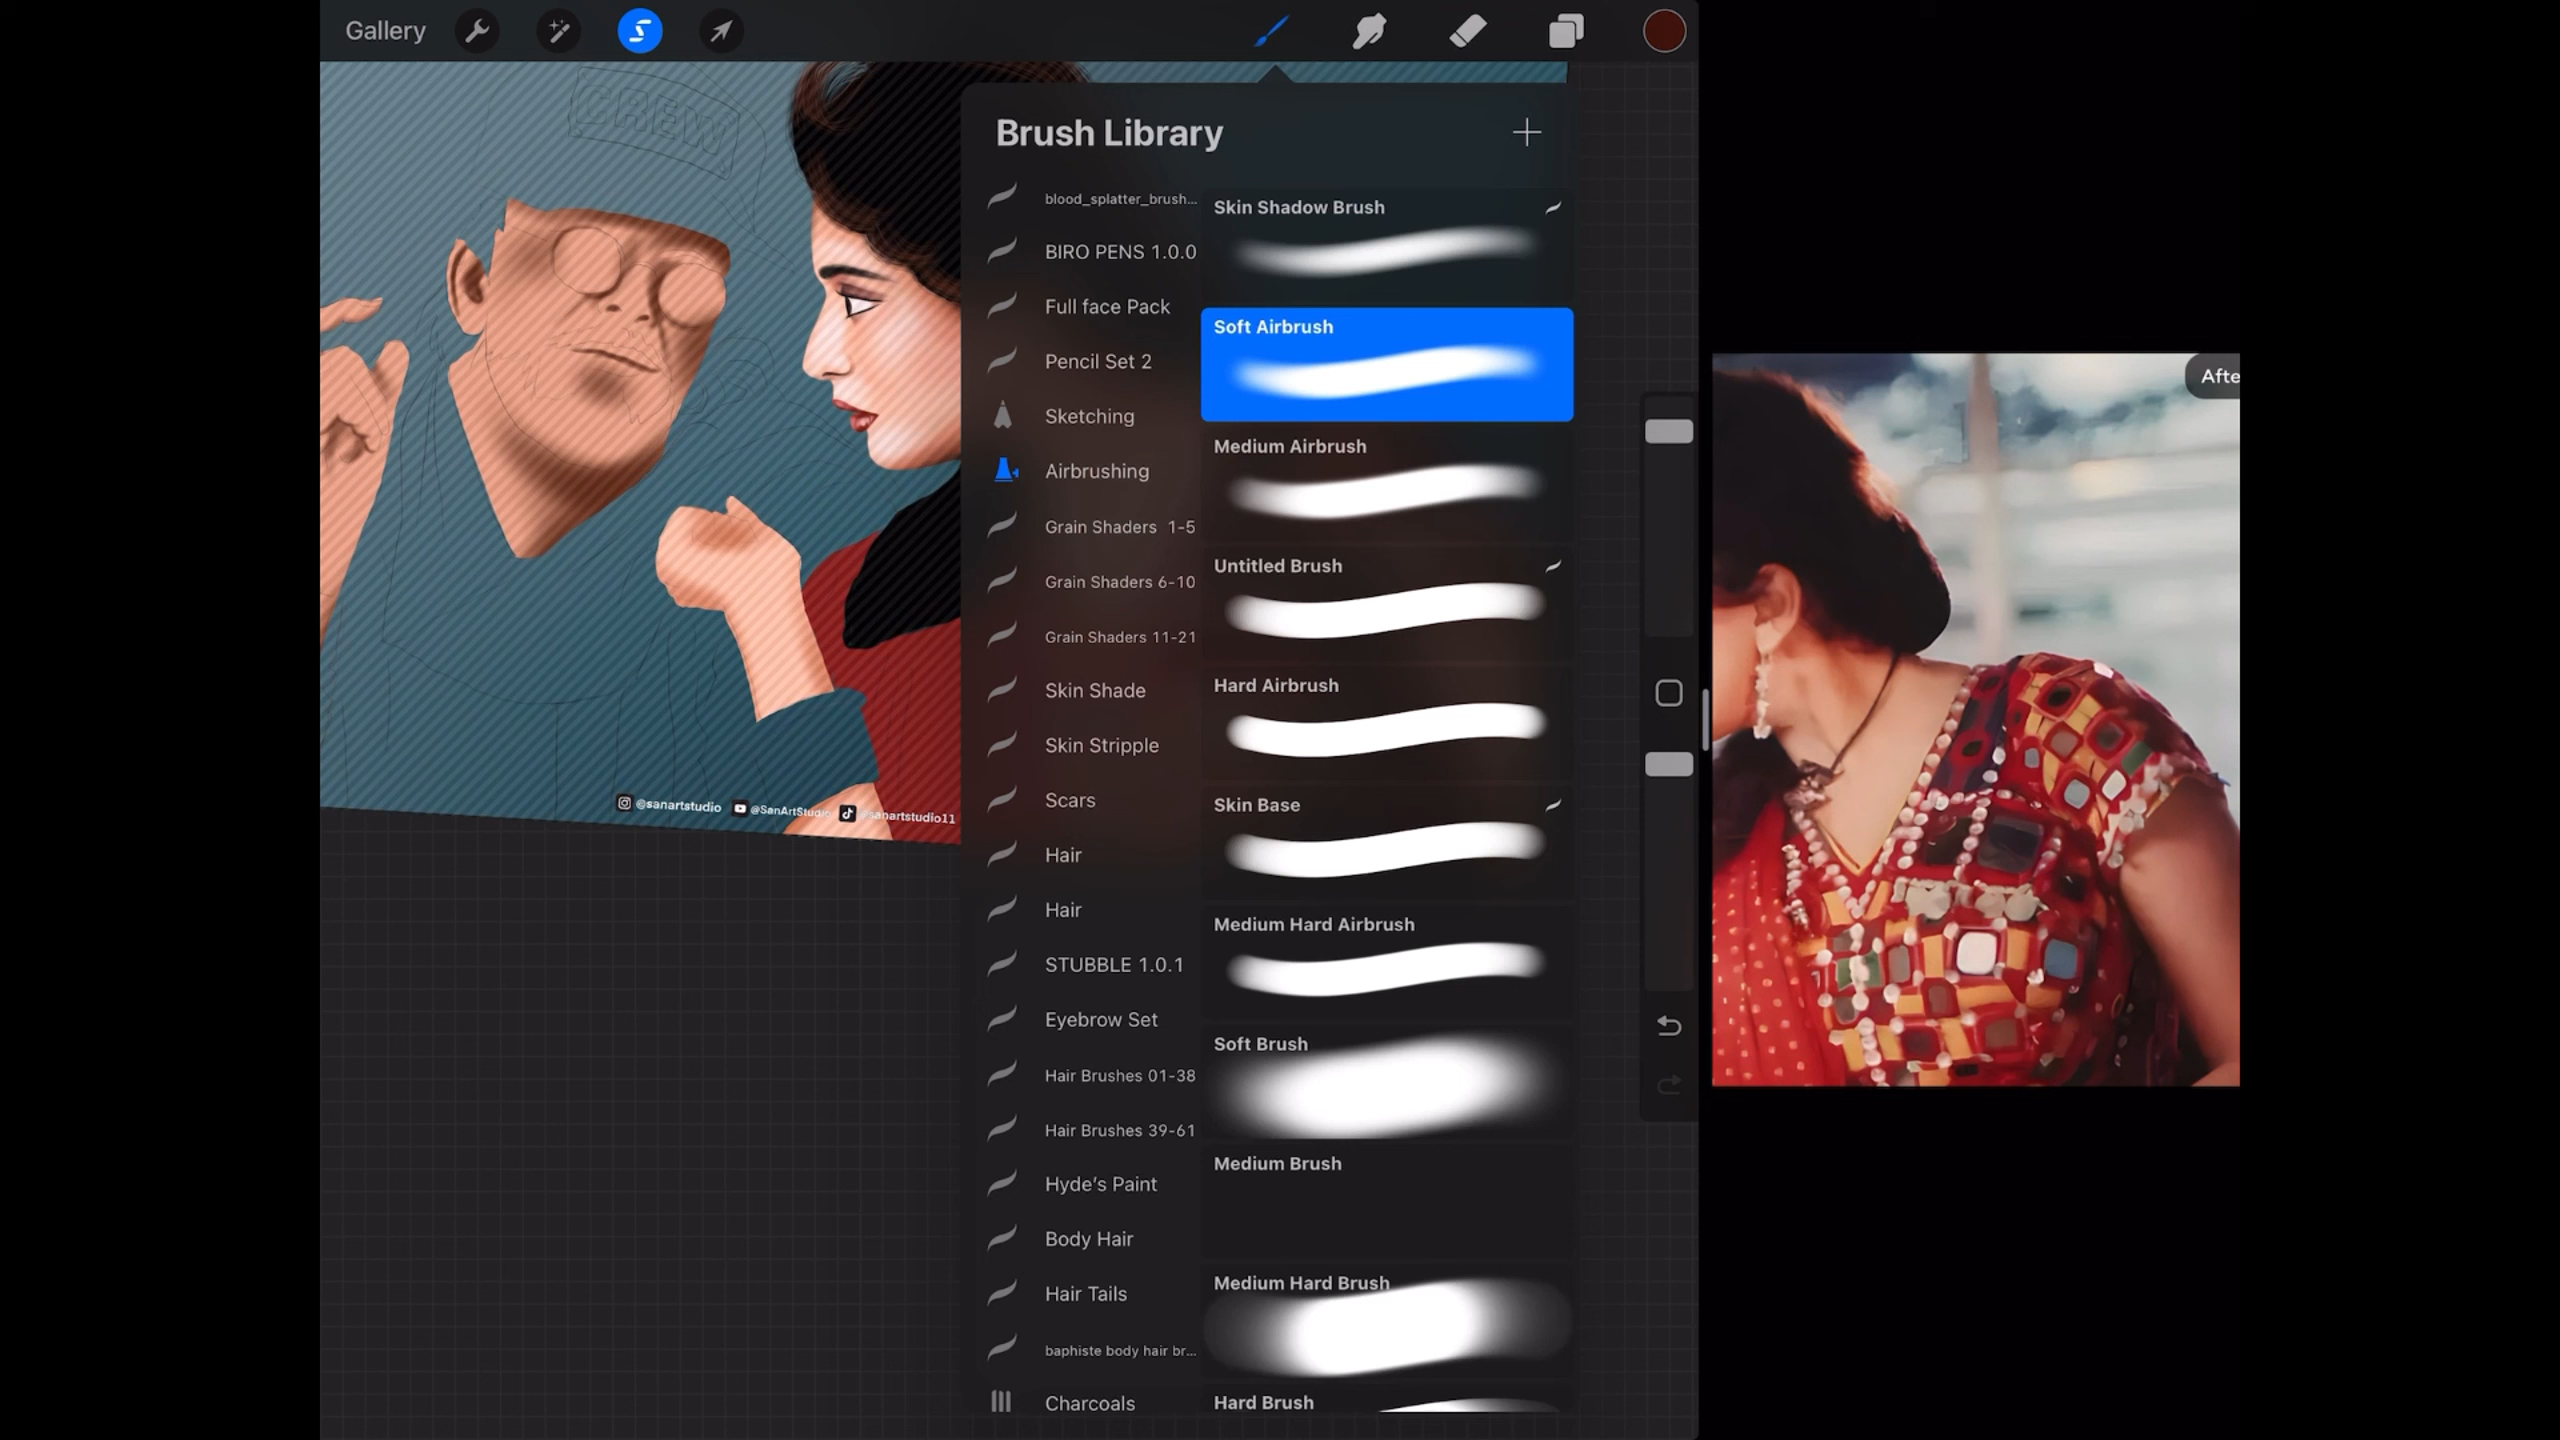 Gallery
CREW
Brush Library
blood_splatter_brush...
BIRO PENS 1.0.0
Full face Pack
Pencil Set 2
Sketching
Airbrushing
Grain Shaders 1-5
Grain Shaders 6-10
Grain Shaders 11-21
Skin Shade
Skin Stripple
Scars
Hair
Hair
STUBBLE 1.0.1
Eyebrow Set
Hair Brushes 01-38
Hair Brushes 39-61
Hyde's Paint
Body Hair
Hair Tails
baphiste body hair br...
Charcoals
Skin Shadow Brush
Soft Airbrush
Medium Airbrush
Untitled Brush
Hard Airbrush
Skin Base
Medium Hard Airbrush
Soft Brush
Medium Brush
Medium Hard Brush
Hard Brush
@sanartstudio @SanArtStudio @sanartstudio11
Afte